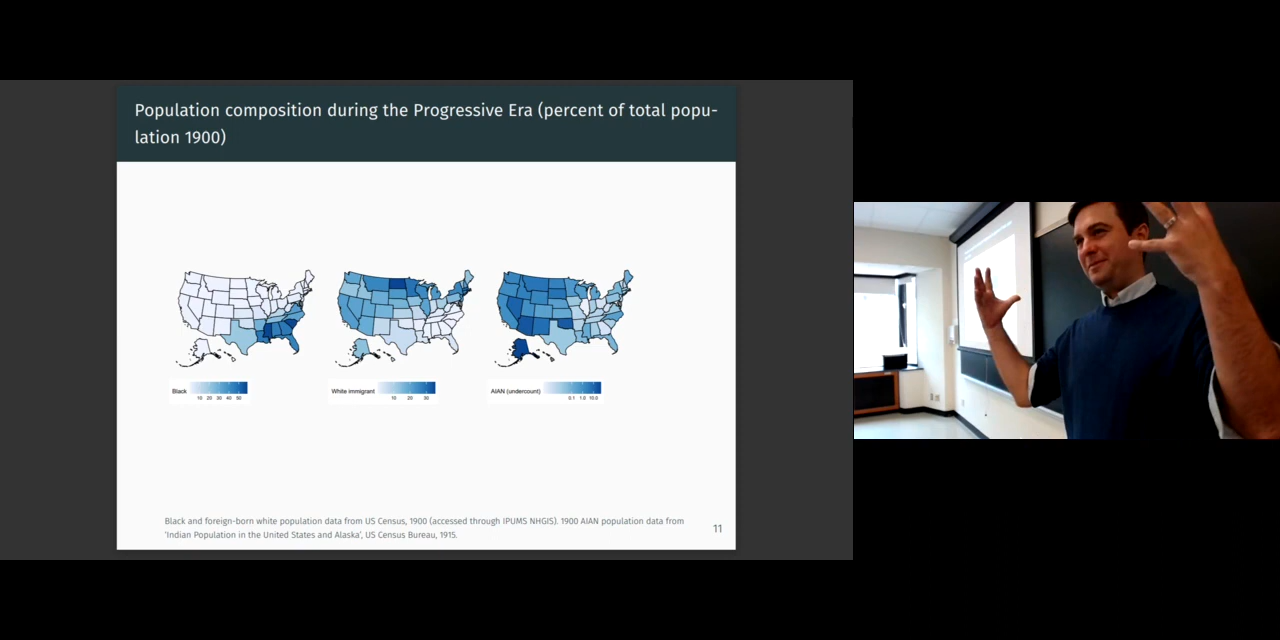 Population composition during the Progressive Era (percent of total popu-
lation 1900)
Black
10 20 30 40 50
White immigrant
10 20 30
AIAN (undercount)
0.1 1.0 10.0
Black and foreign-born white population data from US Census, 1900 (accessed through IPUMS NHGIS). 1900 AIAN population data from
'Indian Population in the United States and Alaska', US Census Bureau, 1915.
11